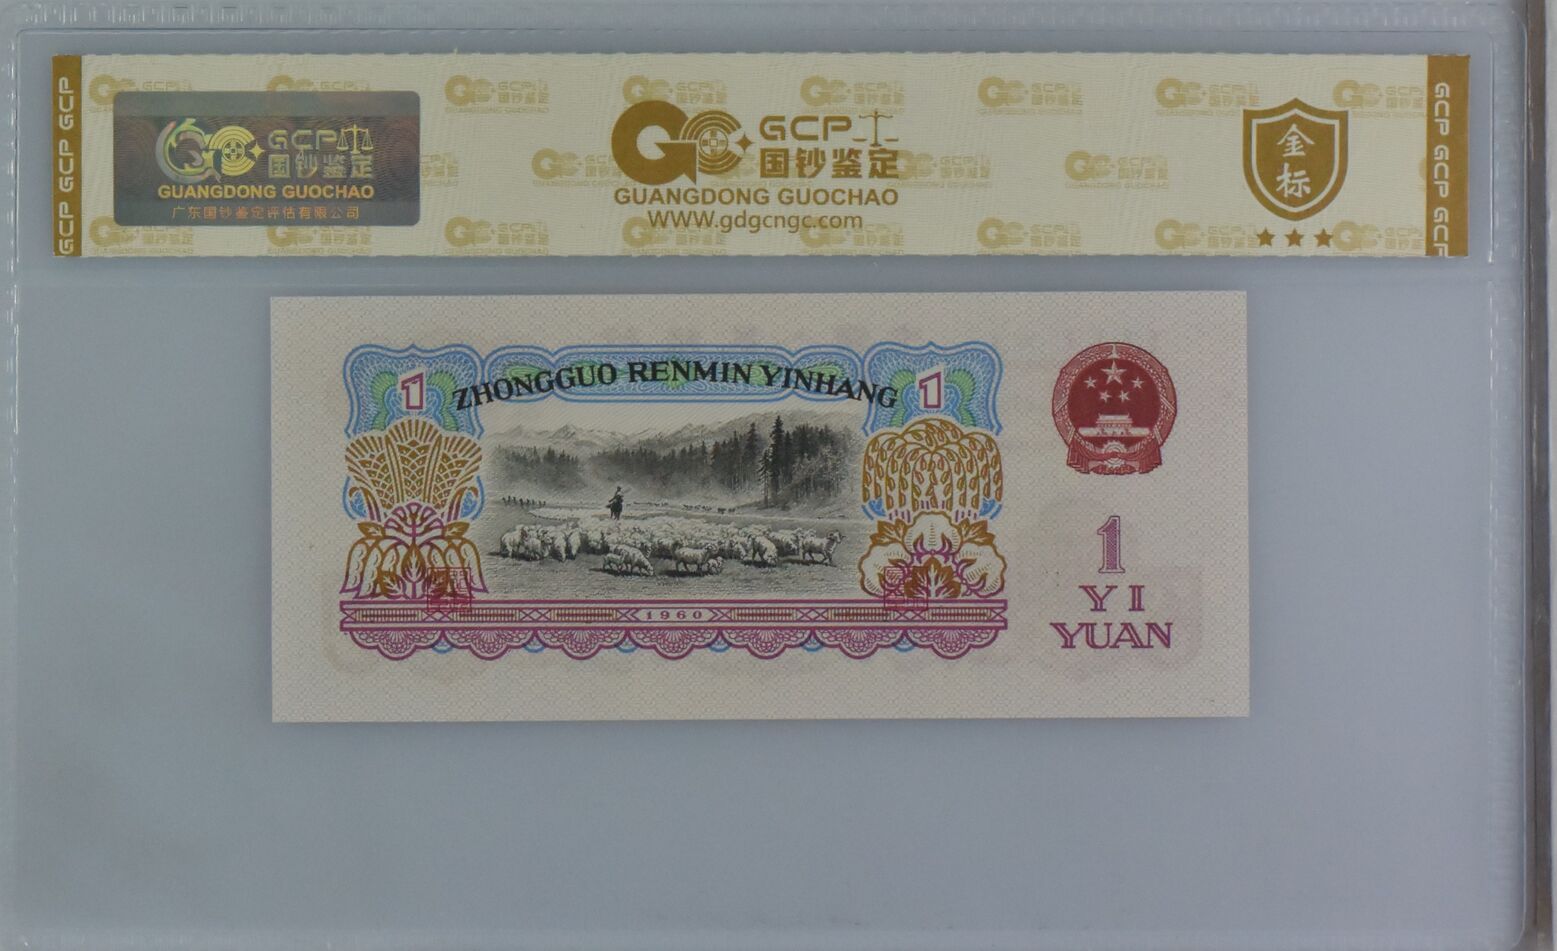 GCP GCP GCP
GCP
国钞鉴定
GUANGDONG GUOCHAO
广东国钞鉴定评估有限公司
GCP
国钞鉴定
GUANGDONG GUOCHAO
WWW.gdgcngc.com
金标
GCP GCP GCP
1
ZHONGGUO RENMIN YINHANG
1
1960
1
YI
YUAN